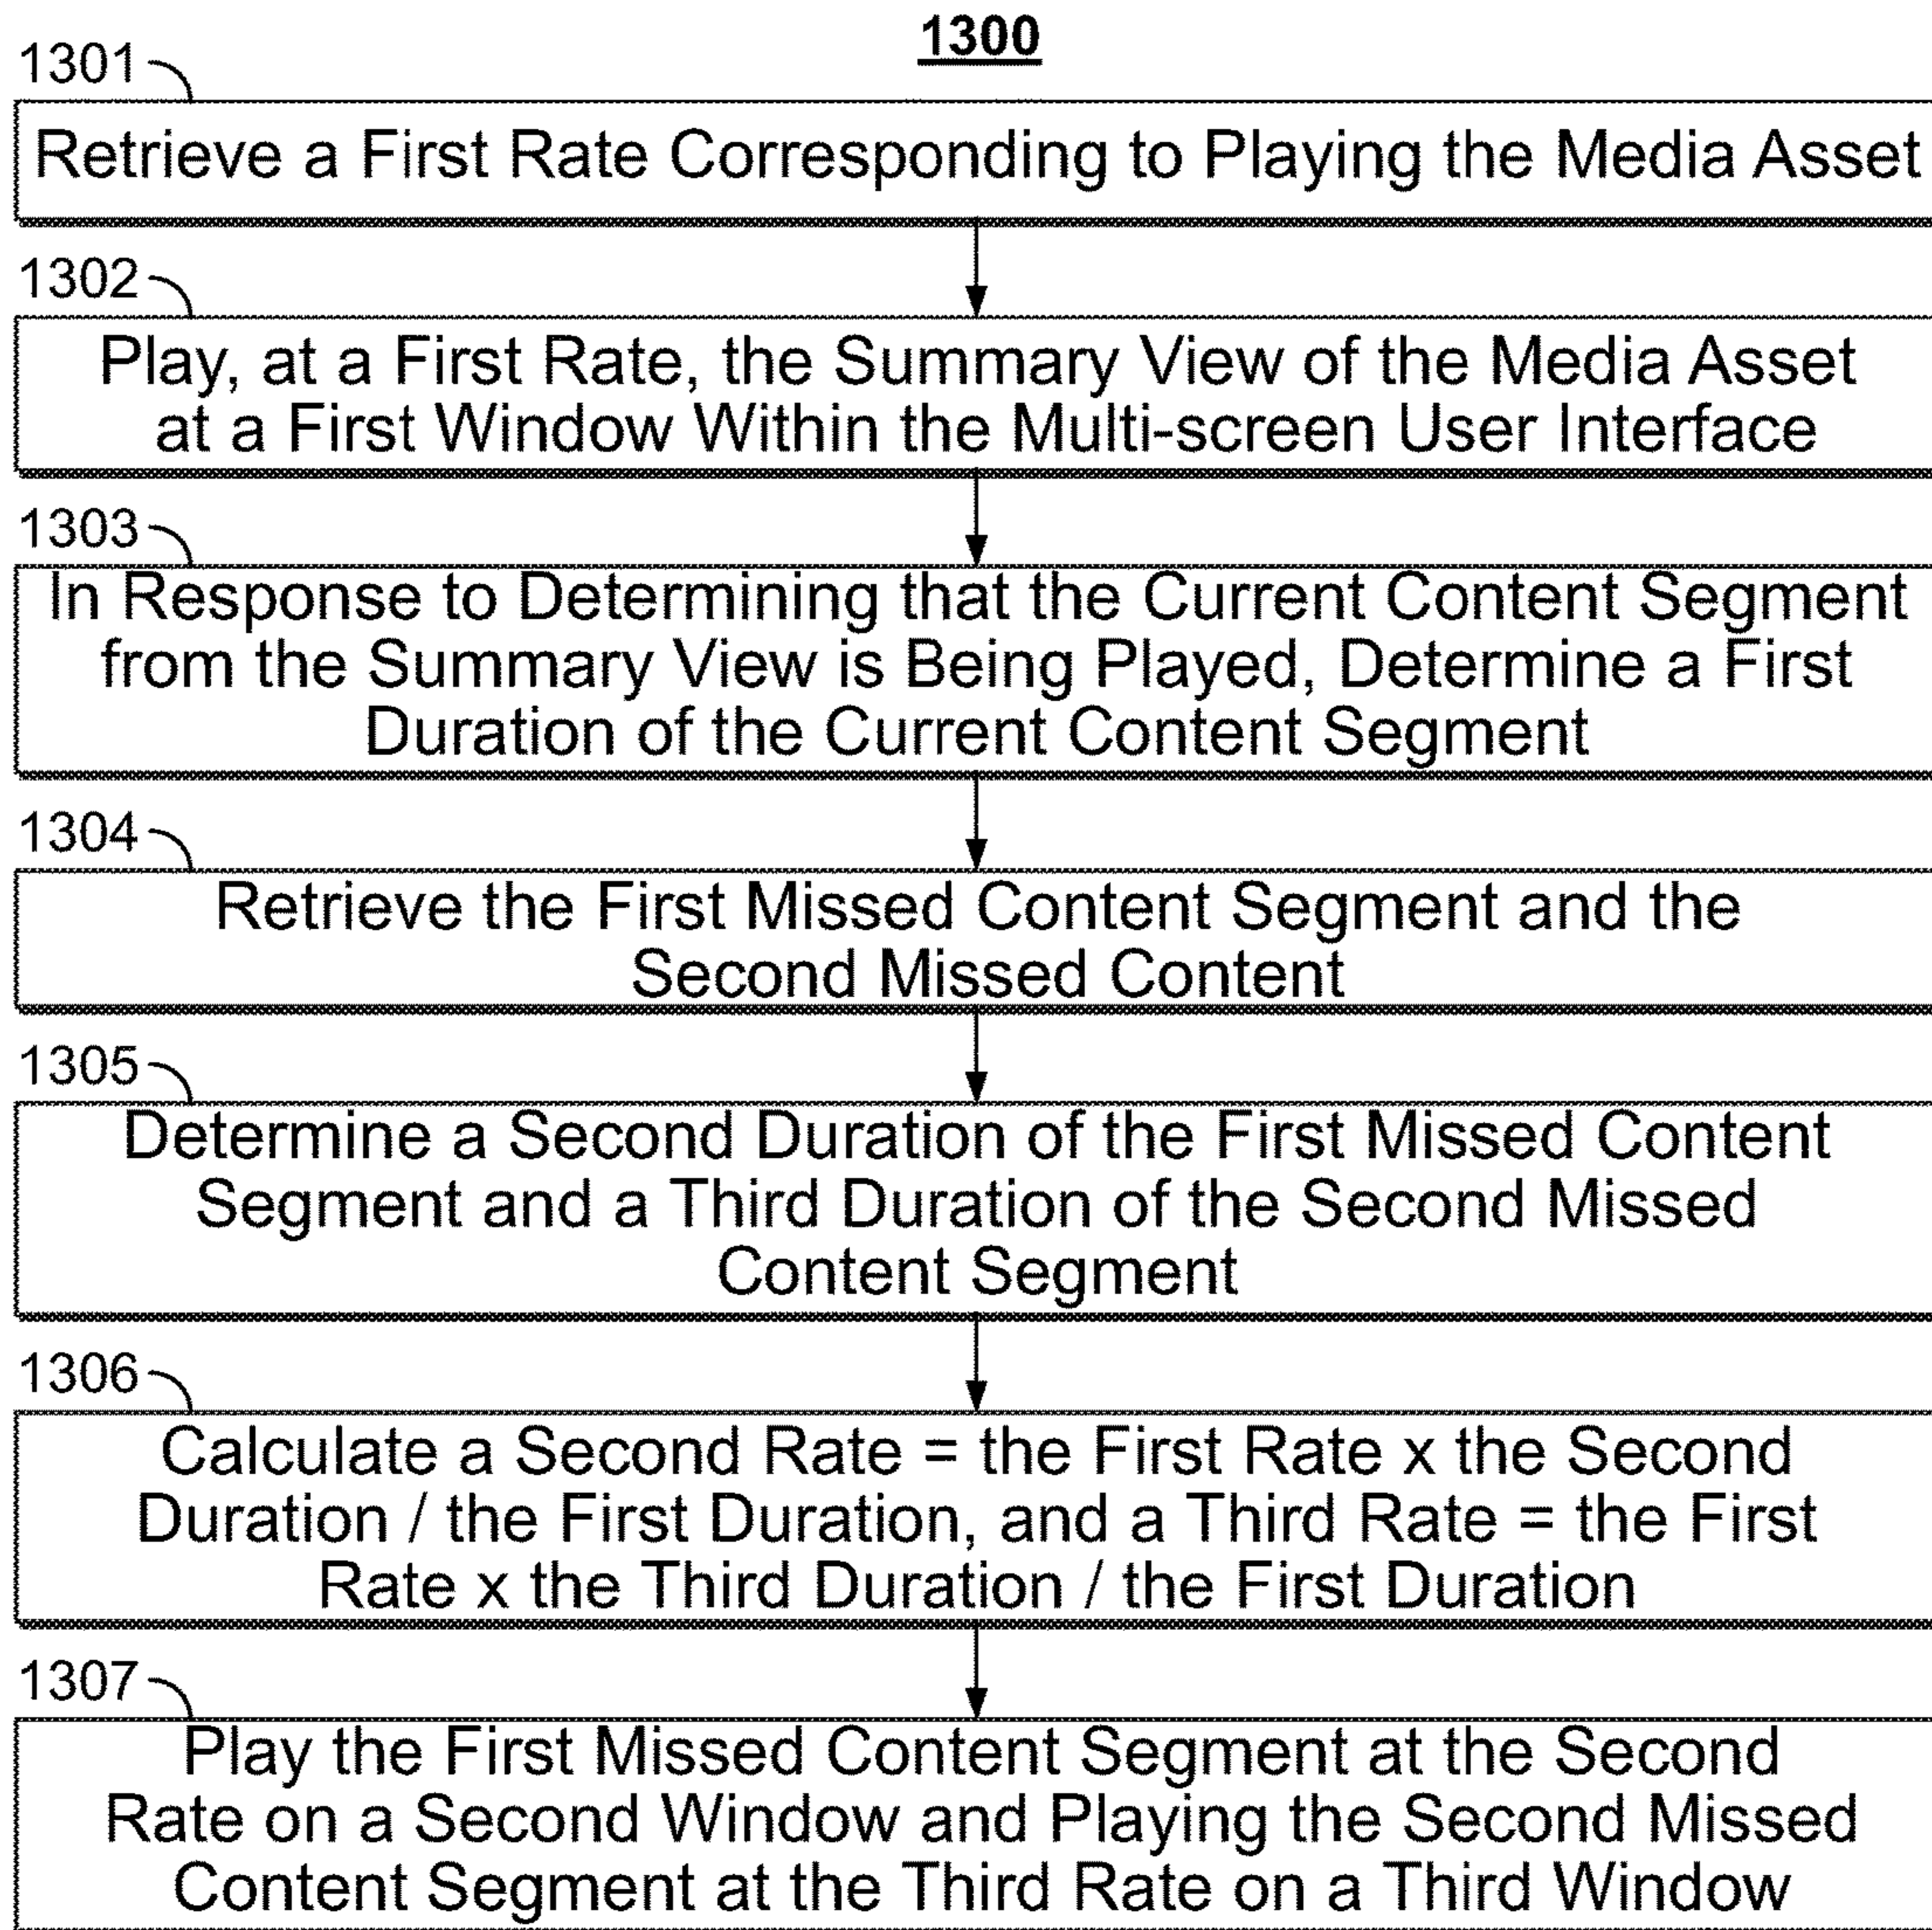 1300
1301
Retrieve a First Rate Corresponding to Playing the Media Asset
1302
Play, at a First Rate, the Summary View of the Media Asset
at a First Window Within the Multi-screen User Interface
1303
In Response to Determining that the Current Content Segment
from the Summary View is Being Played, Determine a First
Duration of the Current Content Segment
1304
Retrieve the First Missed Content Segment and the
Second Missed Content
1305
Determine a Second Duration of the First Missed Content
Segment and a Third Duration of the Second Missed
Content Segment
1306
Calculate a Second Rate = the First Rate x the Second
Duration / the First Duration, and a Third Rate = the First
Rate x the Third Duration / the First Duration
1307
Play the First Missed Content Segment at the Second
Rate on a Second Window and Playing the Second Missed
Content Segment at the Third Rate on a Third Window